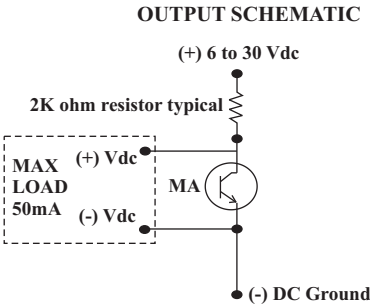 OUTPUT SCHEMATIC
(+) 6 to 30 Vdc
2K ohm resistor typical
(+) Vdc
MAX
LOAD
50mA
MA
(-) Vdc
(-) DC Ground